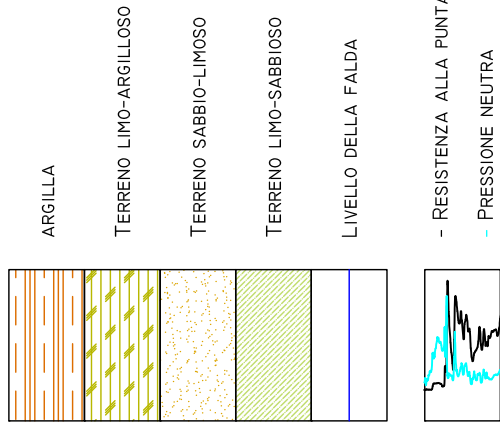 ARGILLA
TERRENO LIMO-ARGILLOSO
TERRENO SABBIO-LIMOSO
TERRENO LIMO-SABBIOSO
LIVELLO DELLA FALDA
- RESISTENZA ALLA PUNTA
- PRESSIONE NEUTRA